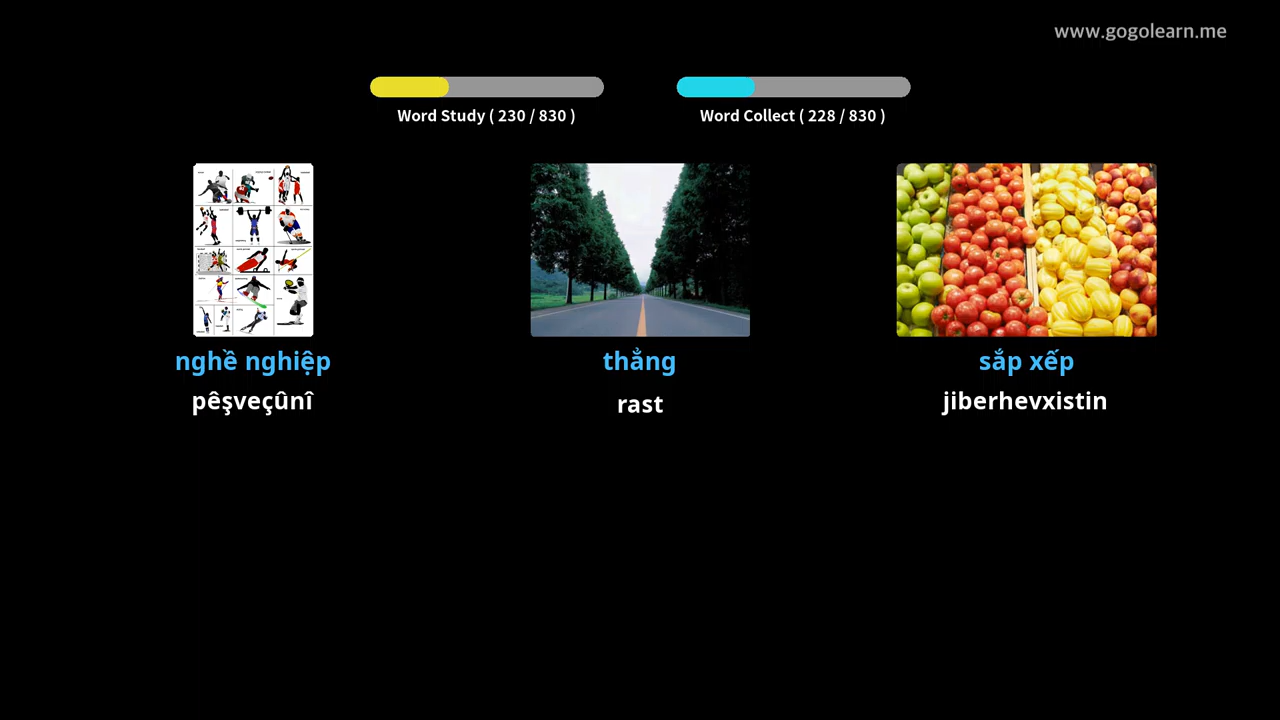 www.gogolearn.me
Word Study ( 230 / 830 )
Word Collect ( 228 / 830 )
nghề nghiệp
thẳng
sắp xếp
pêşveçûnî
rast
jiberhevxistin